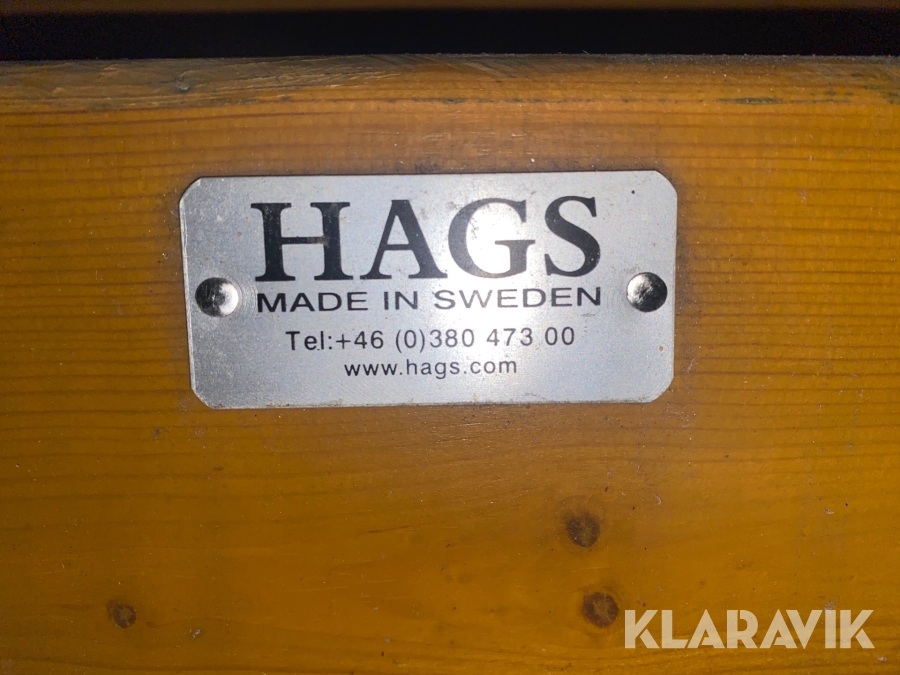 HAGS
MADE IN SWEDEN
Tel:+46 (0)380 473 00
www.hags.com
KLARAVIK